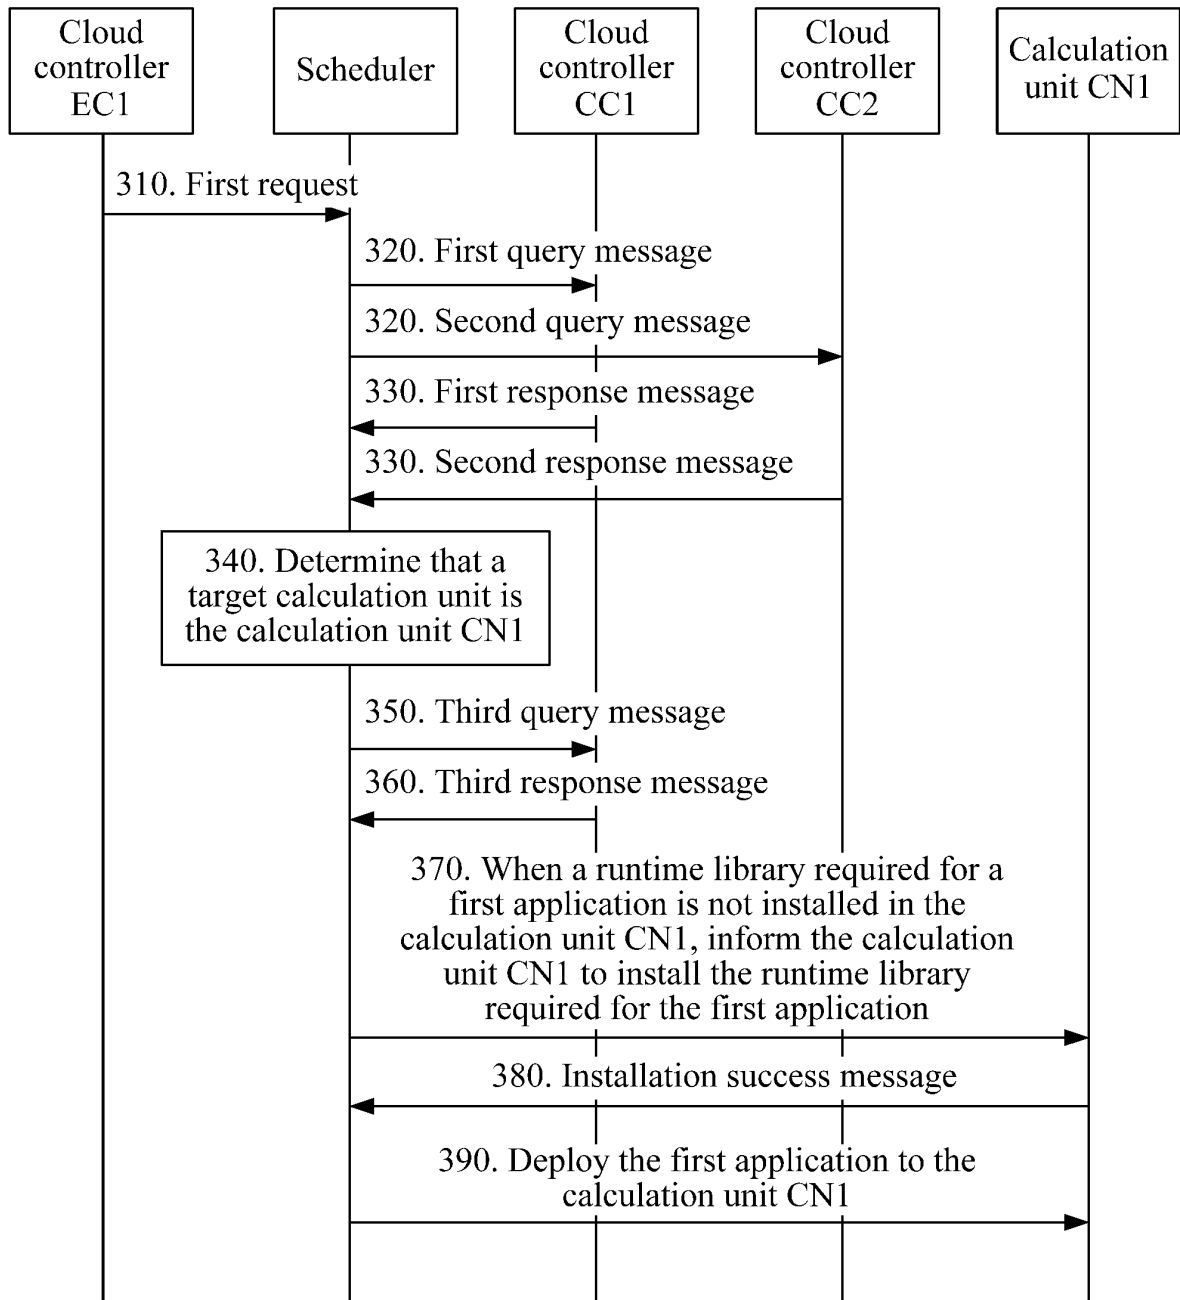 Cloud
controller
EC1
Scheduler
Cloud
controller
CC1
Cloud
controller
CC2
Calculation
unit CN1
310. First request
320. First query message
320. Second query message
330. First response message
330. Second response message
340. Determine that a
target calculation unit is
the calculation unit CN1
350. Third query message
360. Third response message
370. When a runtime library required for a
first application is not installed in the
calculation unit CN1, inform the calculation
unit CN1 to install the runtime library
required for the first application
380. Installation success message
390. Deploy the first application to the
calculation unit CN1